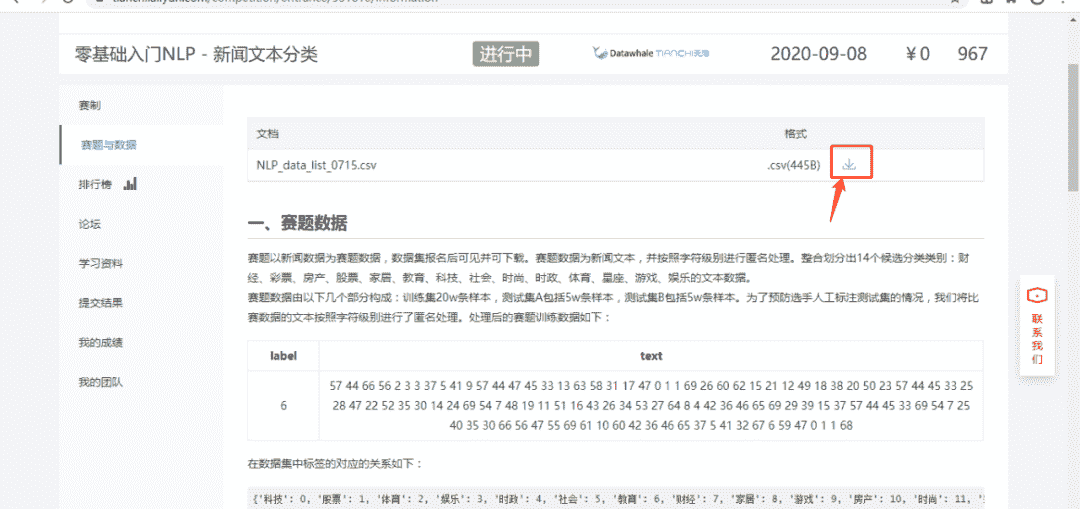 零基础入门NLP - 新闻文本分类
进行中
Datawhale TIANCHI天池
2020-09-08
￥0
967
赛制
赛题与数据
排行榜
论坛
学习资料
提交结果
我的成绩
我的团队
文档 格式
NLP_data_list_0715.csv .csv(445B)
一、赛题数据
赛题以新闻数据为赛题数据，数据集报名后可见并可下载。赛题数据为新闻文本，并按照字符级别进行匿名处理。整合划分出14个候选分类类别：财
经、彩票、房产、股票、家居、教育、科技、社会、时尚、时政、体育、星座、游戏、娱乐的文本数据。
赛题数据由以下几个部分构成：训练集20w条样本，测试集A包括5w条样本，测试集B包括5w条样本。为了预防选手人工标注测试集的情况，我们将比
赛数据的文本按照字符级别进行了匿名处理。处理后的赛题训练数据如下：
label text
57 44 66 56 2 3 3 37 5 41 9 57 44 47 45 33 13 63 58 31 17 47 0 1 1 69 26 60 62 15 21 12 49 18 38 20 50 23 57 44 45 33 25
6 28 47 22 52 35 30 14 24 69 54 7 48 19 11 51 16 43 26 34 53 27 64 8 4 42 36 46 65 69 29 39 15 37 57 44 45 33 69 54 7 25
40 35 30 66 56 47 55 69 61 10 60 42 36 46 65 37 5 41 32 67 6 59 47 0 1 1 68
在数据集中标签的对应的关系如下：
{'科技': 0, '股票': 1, '体育': 2, '娱乐': 3, '时政': 4, '社会': 5, '教育': 6, '财经': 7, '家居': 8, '游戏': 9, '房产': 10, '时尚': 11,
联
系
我
们